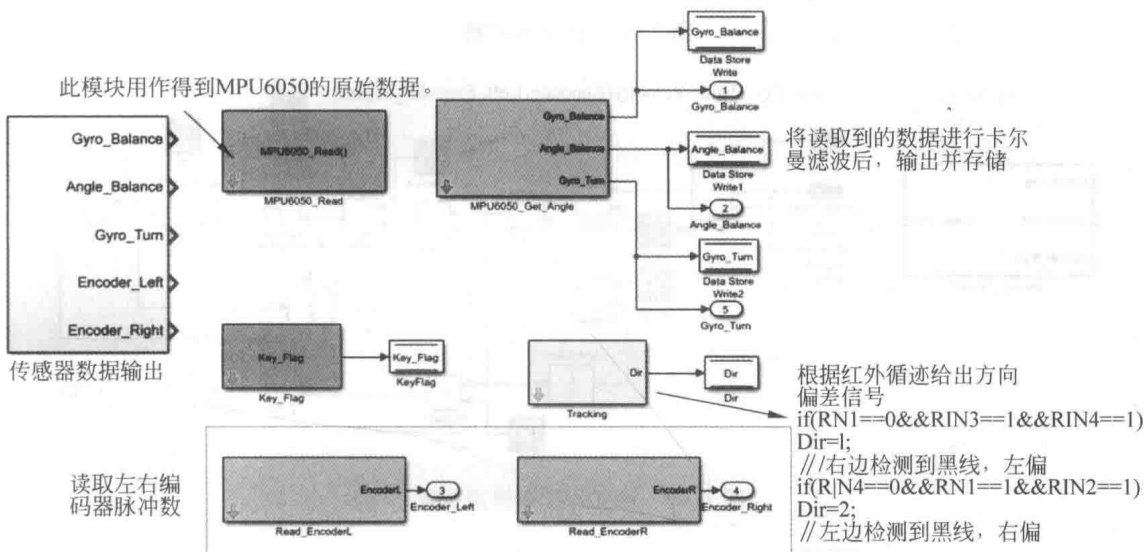 此模块用作得到MPU6050的原始数据。
Gyro_Balance
Angle_Balance
Gyro_Turn
Encoder_Left
Encoder_Right
传感器数据输出
MPU6050_Read()
MPU6050_Read
Gyro_Balance
Angle_Balance
Gyro_Turn
MPU6050_Get_Angle
Gyro_Balance
Data Store
Write
1
Gyro_Balance
Angle_Balance
Data Store
Write1
2
Angle_Balance
Gyro_Turn
Data Store
Write2
5
Gyro_Turn
将读取到的数据进行卡尔
曼滤波后，输出并存储
Key_Flag
Key_Flag
Key_Flag
KeyFlag
Dir
Tracking
Dir
Dir
根据红外循迹给出方向
偏差信号
if(RN1==0&&RIN3==1&&RIN4==1)
Dir=l;
///右边检测到黑线，左偏
if(R|N4==0&&RN1==1&&RIN2==1)
Dir=2;
//左边检测到黑线，右偏
读取左右编
码器脉冲数
EncoderL
Read_EncoderL
3
Encoder_Left
EncoderR
Read_EncoderR
4
Encoder_Right